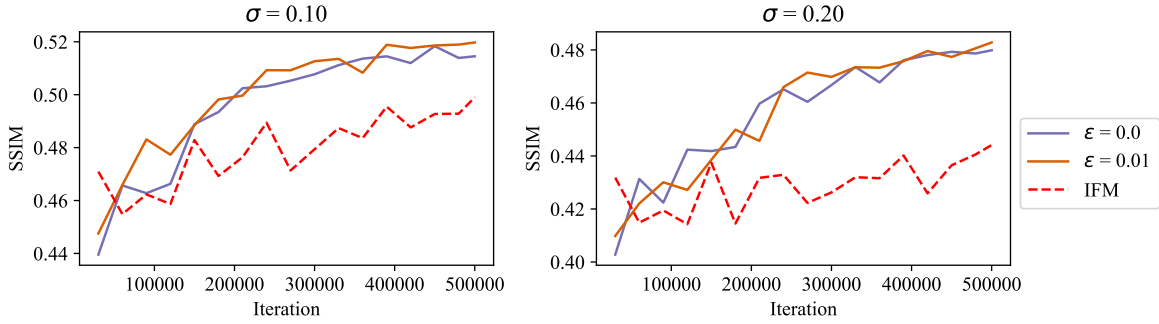 σ = 0.10
SSIM
0.52
0.50
0.48
0.46
0.44
100000 200000 300000 400000 500000
Iteration
σ = 0.20
SSIM
0.48
0.46
0.44
0.42
0.40
100000 200000 300000 400000 500000
Iteration
ε = 0.0
ε = 0.01
IFM